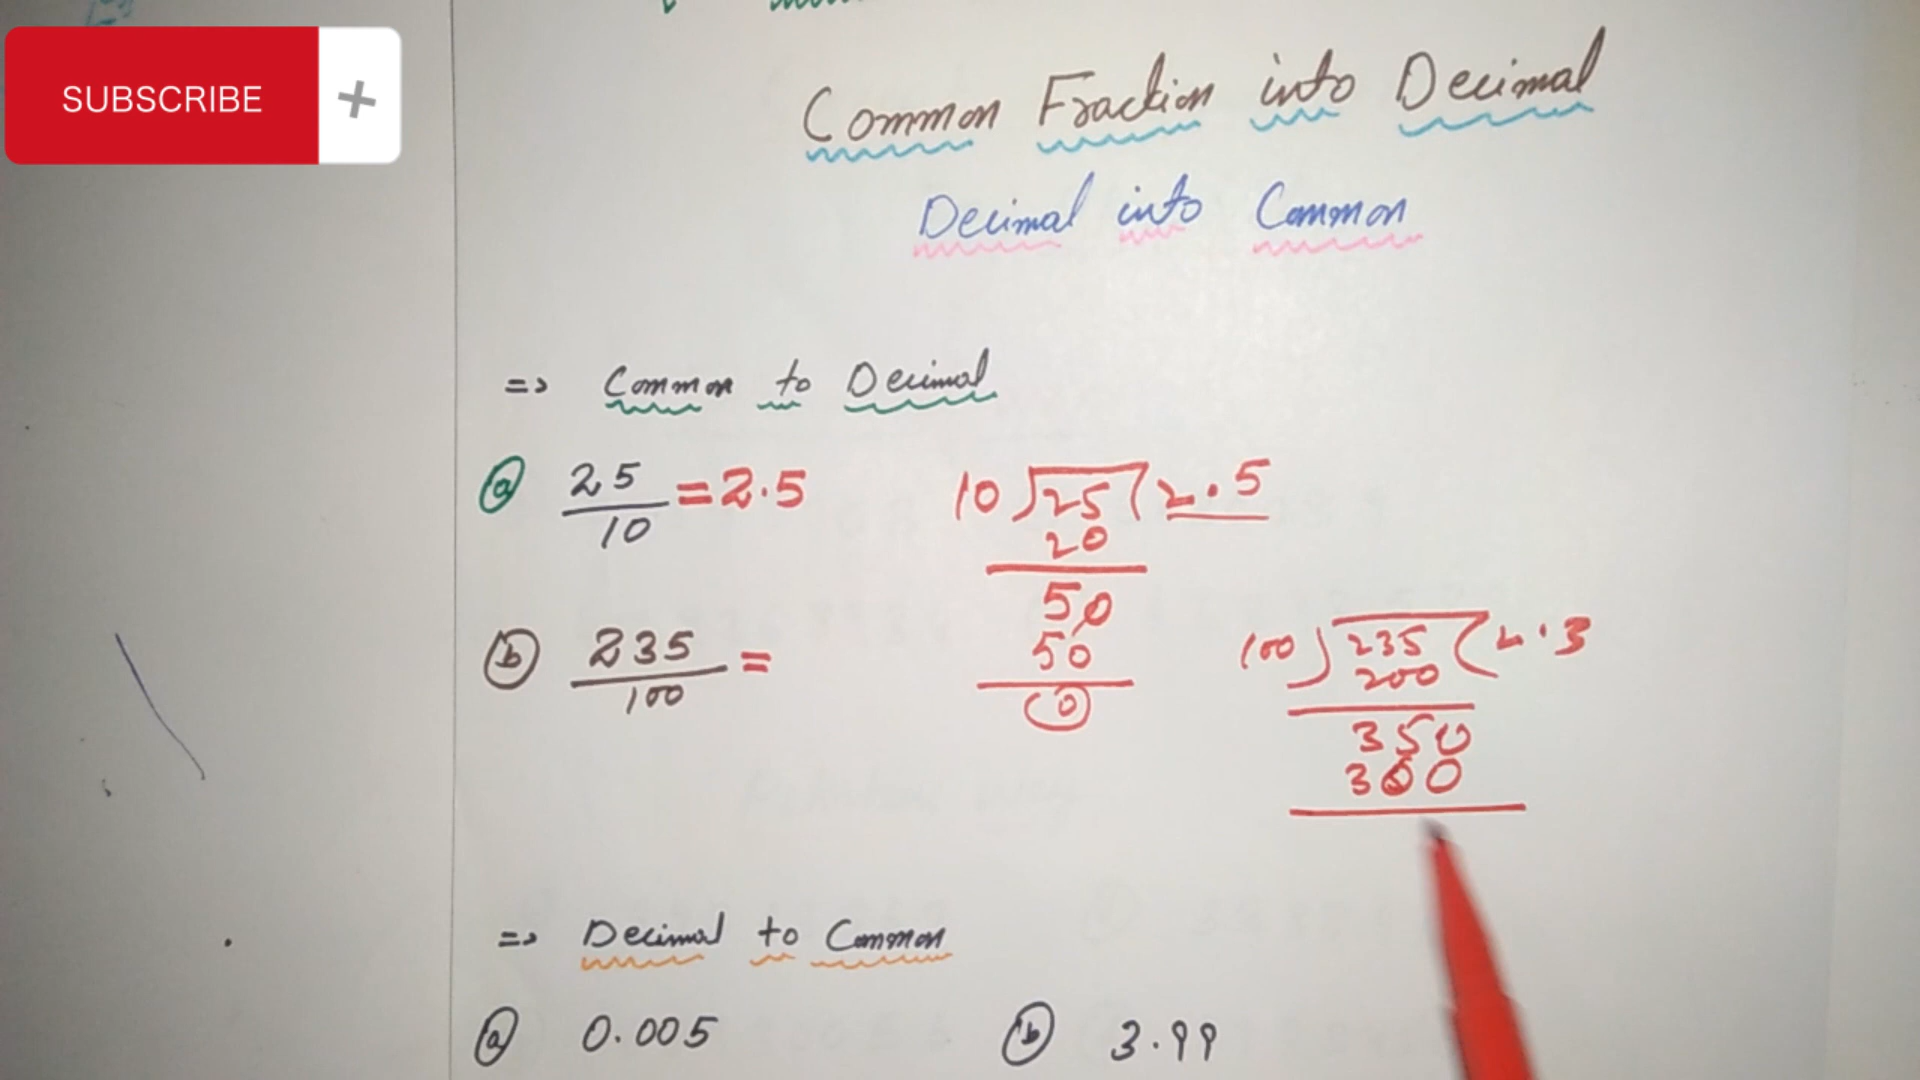 SUBSCRIBE +
Common Fraction into Decimal
Decimal into Common
=> Common to Decimal
(a) 25/10 = 2.5
10 ) 25 ( 2.5
20
50
50
0
(b) 235/100 =
100 ) 235 ( 2.3
200
350
300
=> Decimal to Common
(a) 0.005 (b) 3.99